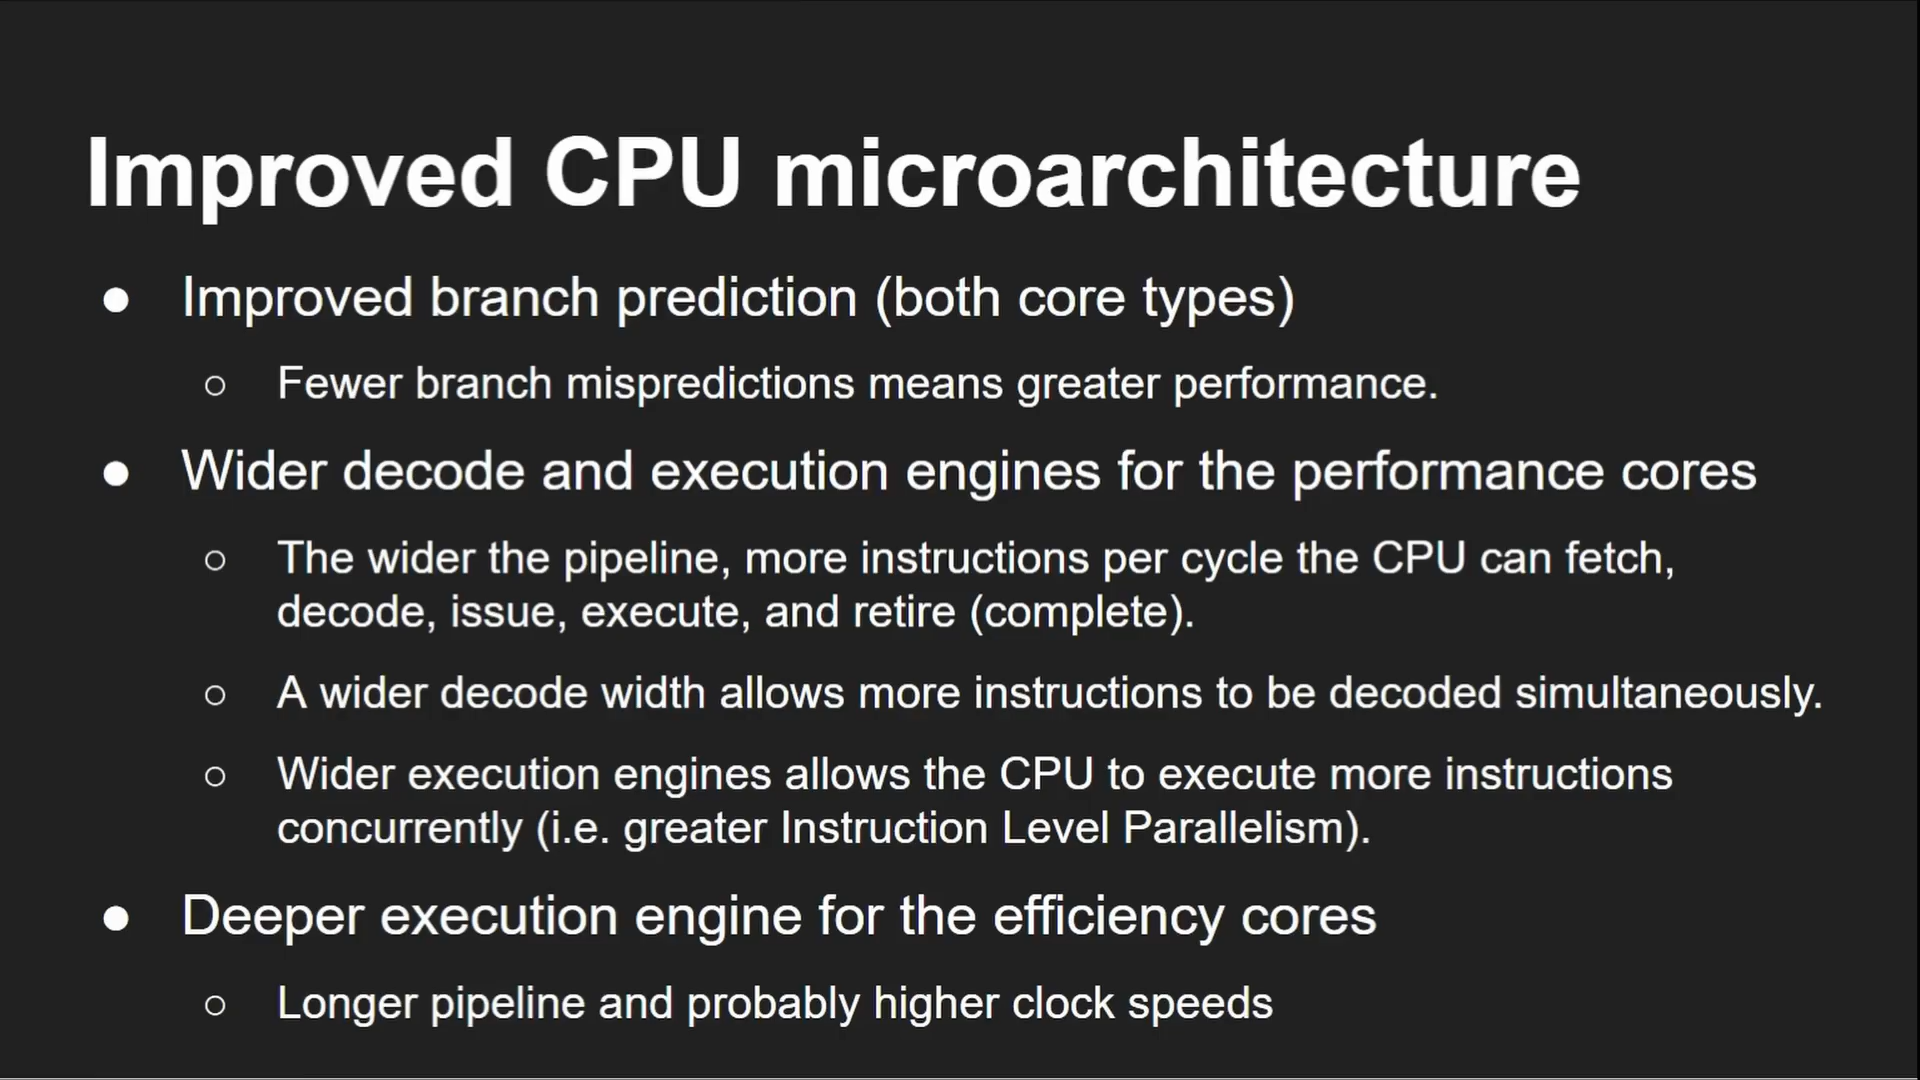 Improved CPU microarchitecture
● Improved branch prediction (both core types)
○ Fewer branch mispredictions means greater performance.
● Wider decode and execution engines for the performance cores
○ The wider the pipeline, more instructions per cycle the CPU can fetch,
decode, issue, execute, and retire (complete).
○ A wider decode width allows more instructions to be decoded simultaneously.
○ Wider execution engines allows the CPU to execute more instructions
concurrently (i.e. greater Instruction Level Parallelism).
● Deeper execution engine for the efficiency cores
○ Longer pipeline and probably higher clock speeds